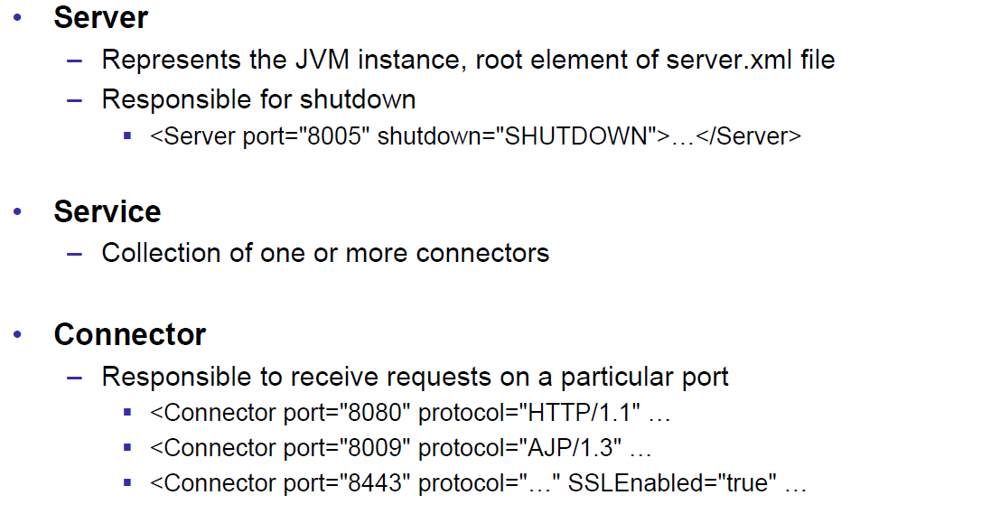 • Server
– Represents the JVM instance, root element of server.xml file
– Responsible for shutdown
▪ <Server port="8005" shutdown="SHUTDOWN">…</Server>
• Service
– Collection of one or more connectors
• Connector
– Responsible to receive requests on a particular port
▪ <Connector port="8080" protocol="HTTP/1.1" …
▪ <Connector port="8009" protocol="AJP/1.3" …
▪ <Connector port="8443" protocol="…" SSLEnabled="true" …